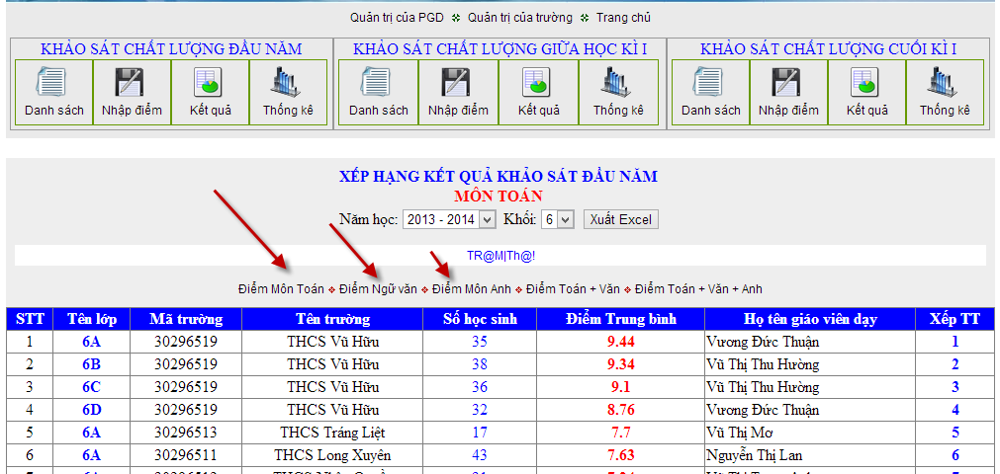 Quản trị của PGD Quản trị của trường Trang chủ
KHẢO SÁT CHẤT LƯỢNG ĐẦU NĂM KHẢO SÁT CHẤT LƯỢNG GIỮA HỌC KÌ I KHẢO SÁT CHẤT LƯỢNG CUỐI KÌ I
Danh sách Nhập điểm Kết quả Thống kê Danh sách Nhập điểm Kết quả Thống kê Danh sách Nhập điểm Kết quả Thống kê
XẾP HẠNG KẾT QUẢ KHẢO SÁT ĐẦU NĂM
MÔN TOÁN
Năm học: 2013 - 2014 Khối: 6 Xuất Excel
TR@M|Th@!
Điểm Môn Toán Điểm Ngữ văn Điểm Môn Anh Điểm Toán + Văn Điểm Toán + Văn + Anh
STT Tên lớp Mã trường Tên trường Số học sinh Điểm Trung bình Họ tên giáo viên dạy Xếp TT
1 6A 30296519 THCS Vũ Hữu 35 9.44 Vương Đức Thuận 1
2 6B 30296519 THCS Vũ Hữu 38 9.34 Vũ Thị Thu Hường 2
3 6C 30296519 THCS Vũ Hữu 36 9.1 Vũ Thị Thu Hường 3
4 6D 30296519 THCS Vũ Hữu 32 8.76 Vương Đức Thuận 4
5 6A 30296513 THCS Tráng Liệt 17 7.7 Vũ Thị Mơ 5
6 6A 30296511 THCS Long Xuyên 43 7.63 Nguyễn Thị Lan 6